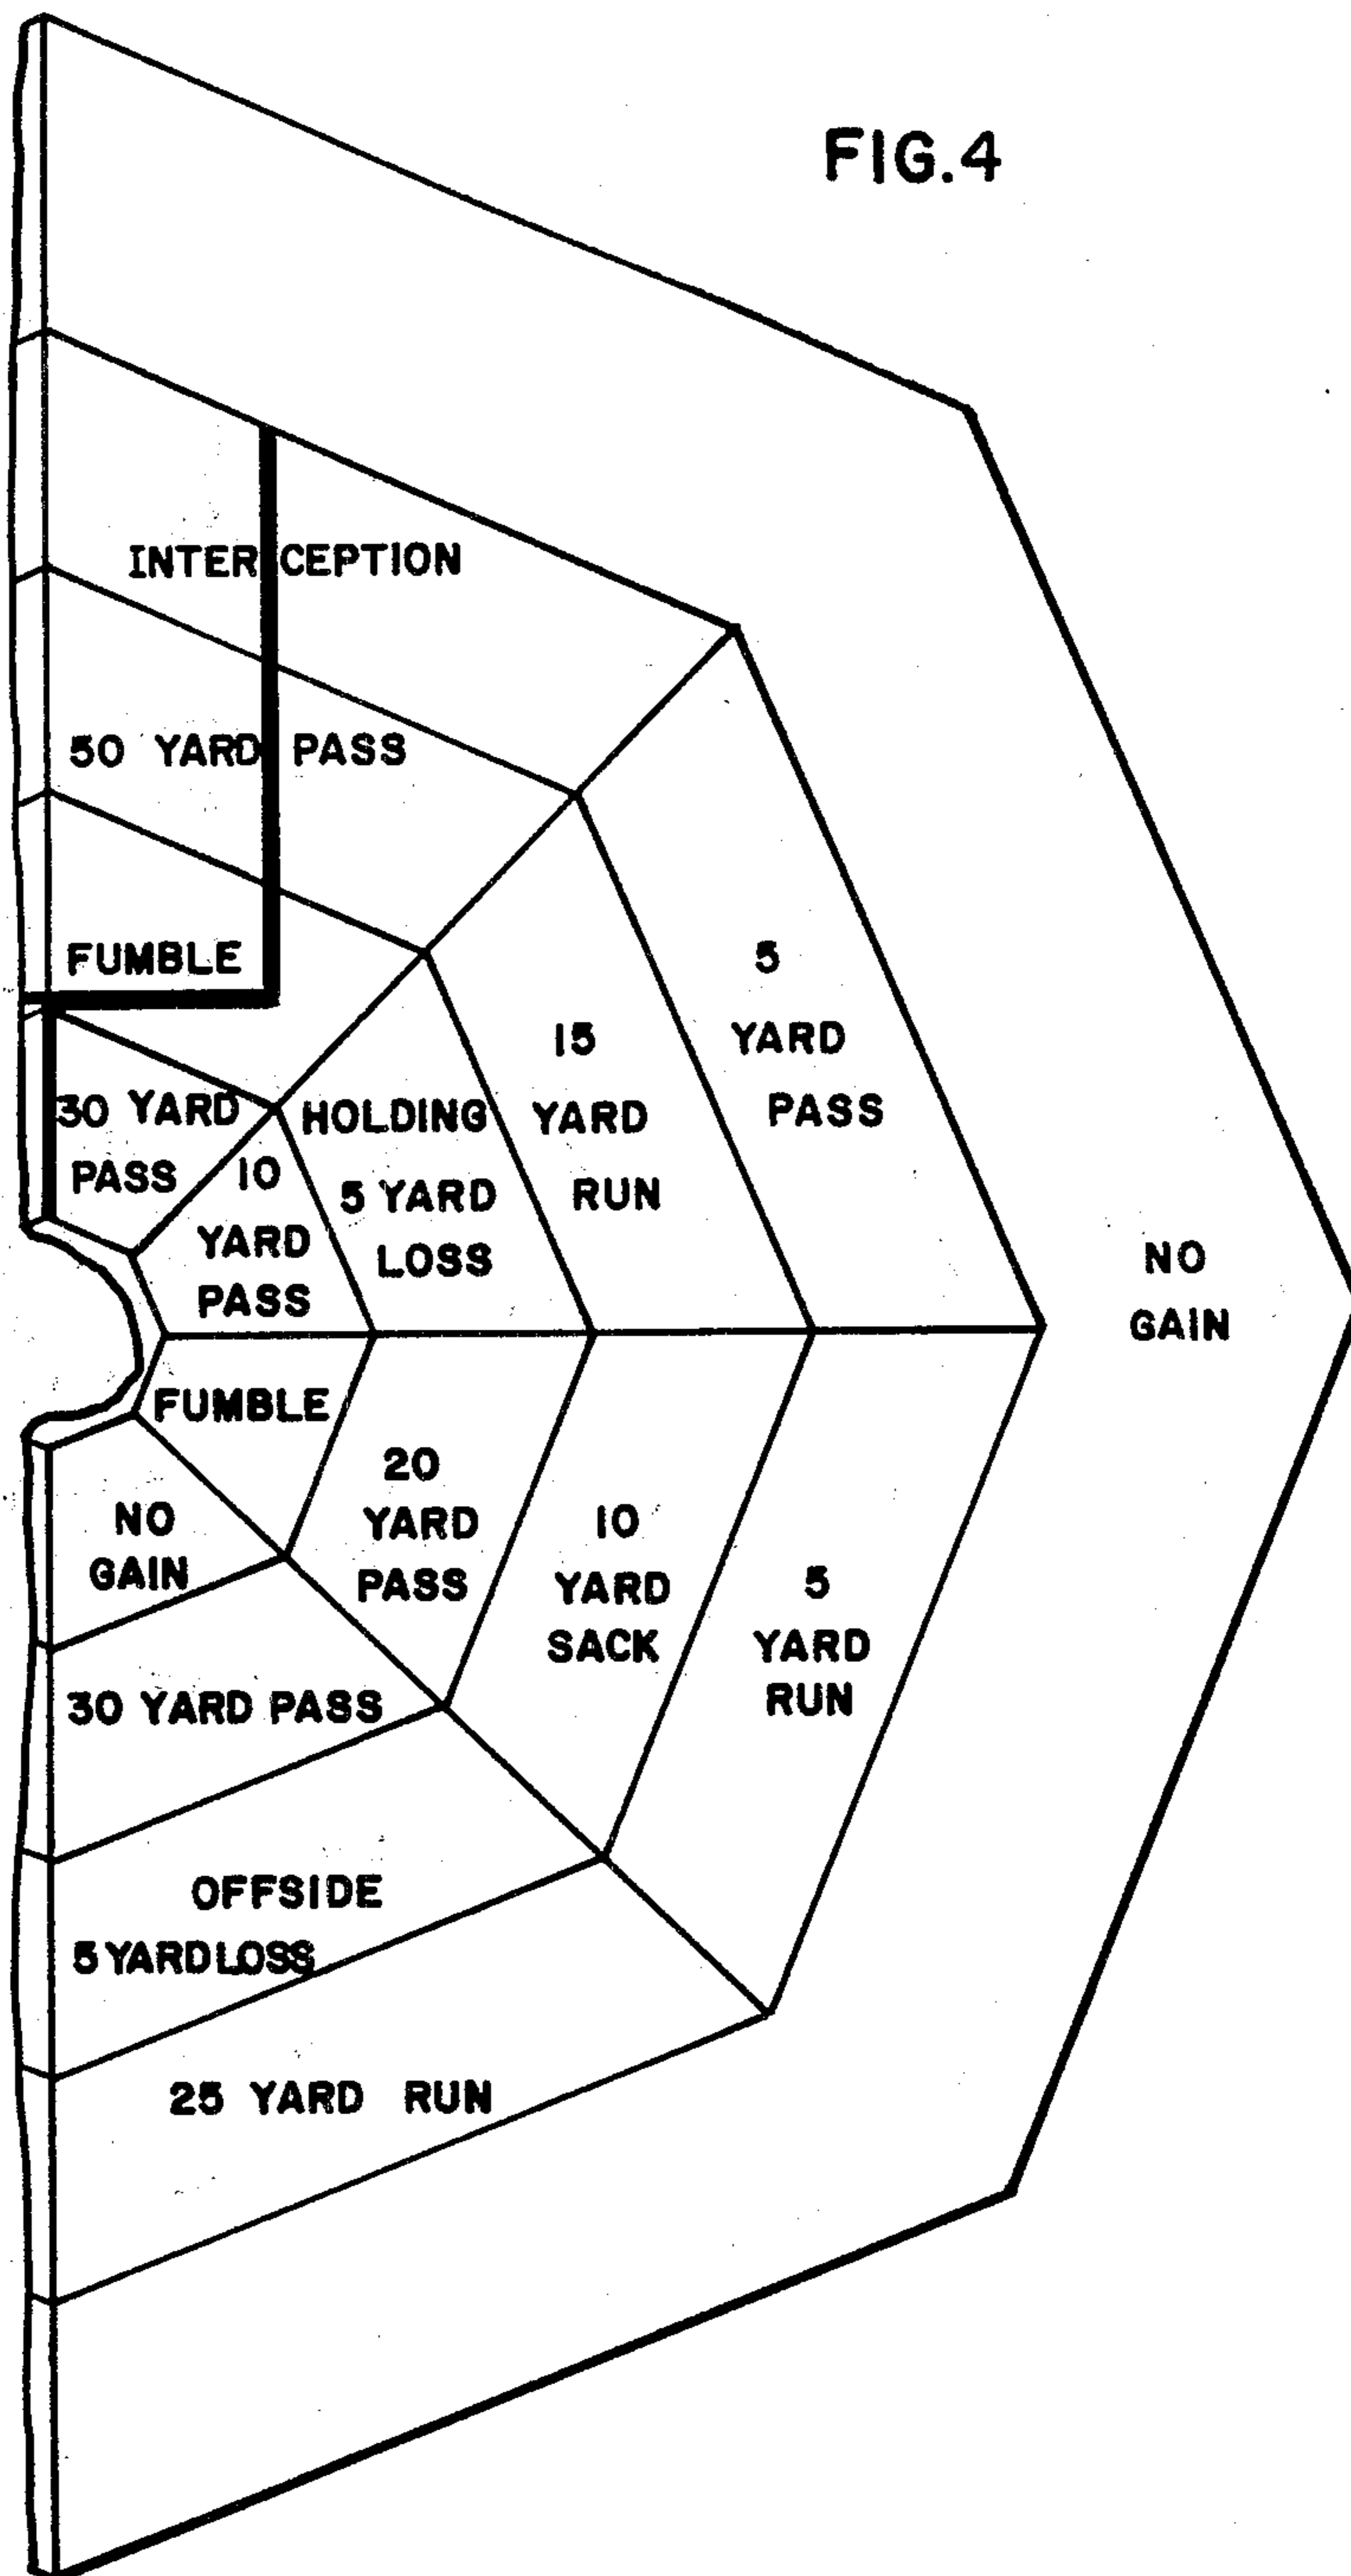 FIG.4
INTERCEPTION
50 YARD PASS
FUMBLE
30 YARD
PASS
10
YARD
PASS
HOLDING
5 YARD
LOSS
15
YARD
RUN
5
YARD
PASS
NO
GAIN
FUMBLE
20
YARD
PASS
10
YARD
SACK
5
YARD
RUN
NO
GAIN
30 YARD PASS
OFFSIDE
5 YARD LOSS
25 YARD RUN